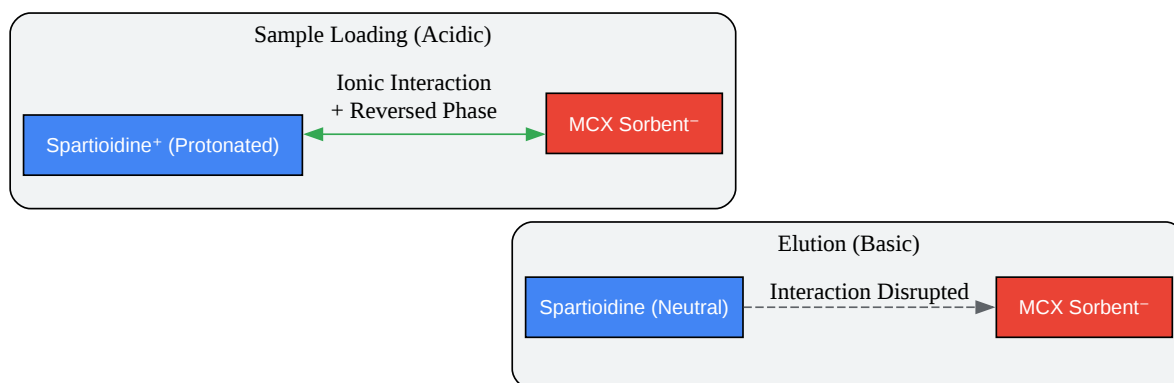 Sample Loading (Acidic)
Ionic Interaction
+ Reversed Phase
Spartioidine⁺ (Protonated)
MCX Sorbent⁻
Elution (Basic)
Spartioidine (Neutral)
Interaction Disrupted
MCX Sorbent⁻